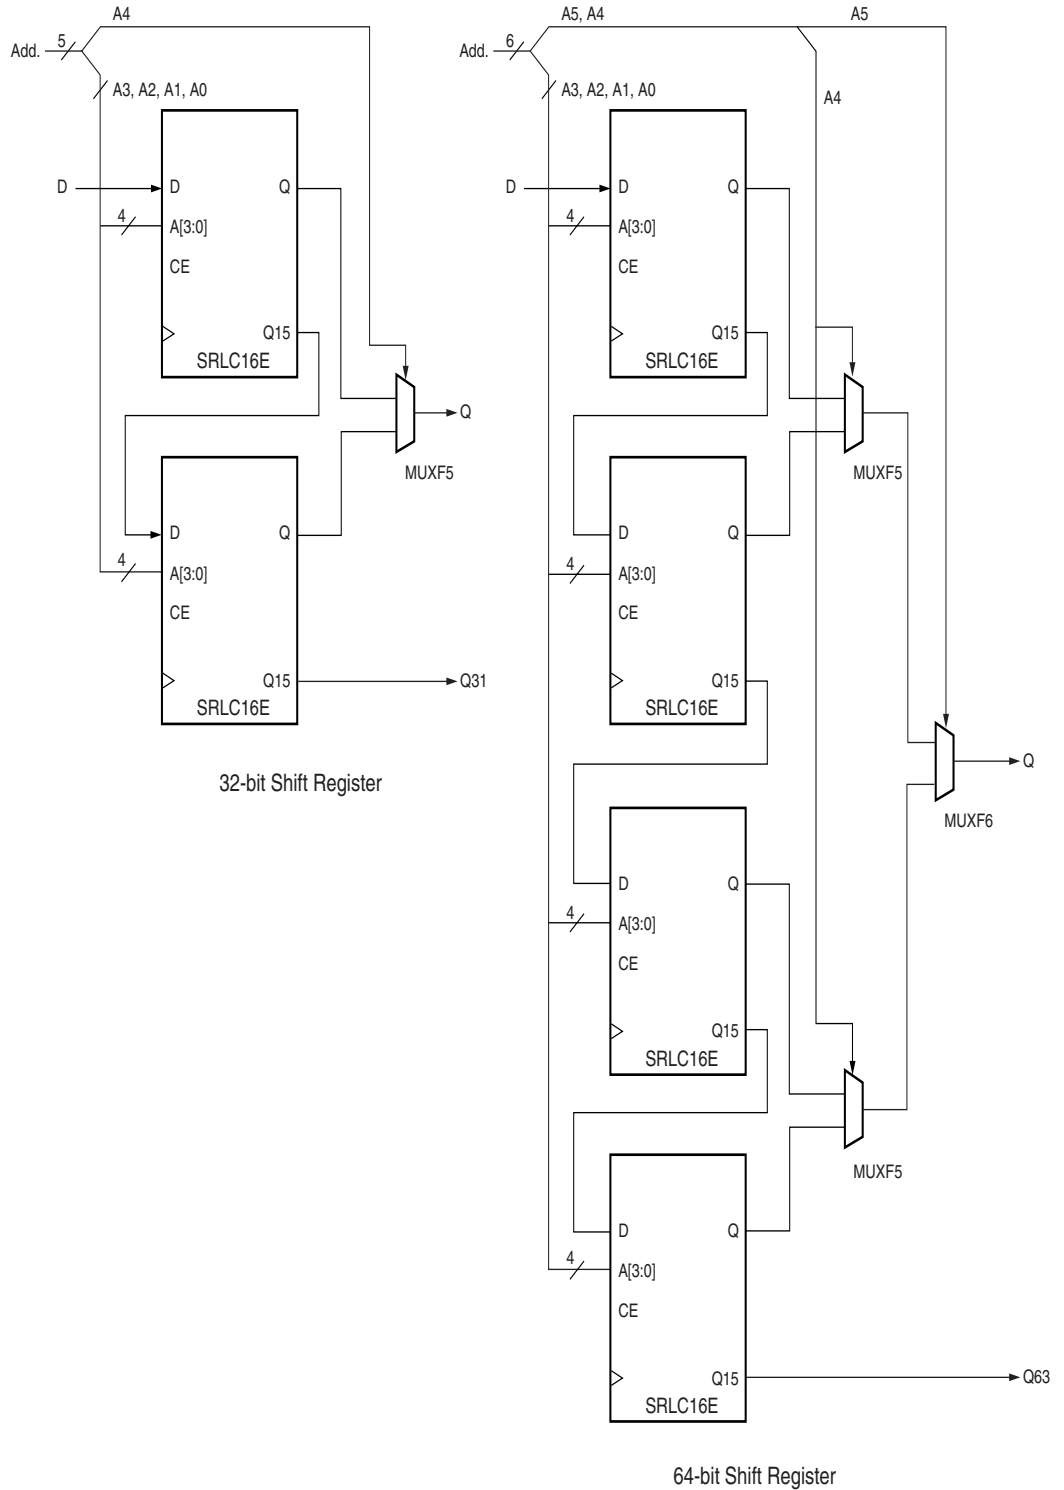 A4
5
Add.
A3, A2, A1, A0
D
D
Q
4
A[3:0]
CE
Q15
SRLC16E
Q
MUXF5
D
Q
4
A[3:0]
CE
Q15
Q31
SRLC16E
32-bit Shift Register
A5, A4
A5
6
Add.
A3, A2, A1, A0
A4
D
D
Q
4
A[3:0]
CE
Q15
SRLC16E
MUXF5
D
Q
4
A[3:0]
CE
Q15
SRLC16E
Q
MUXF6
D
Q
4
A[3:0]
CE
Q15
SRLC16E
MUXF5
D
Q
4
A[3:0]
CE
Q15
Q63
SRLC16E
64-bit Shift Register